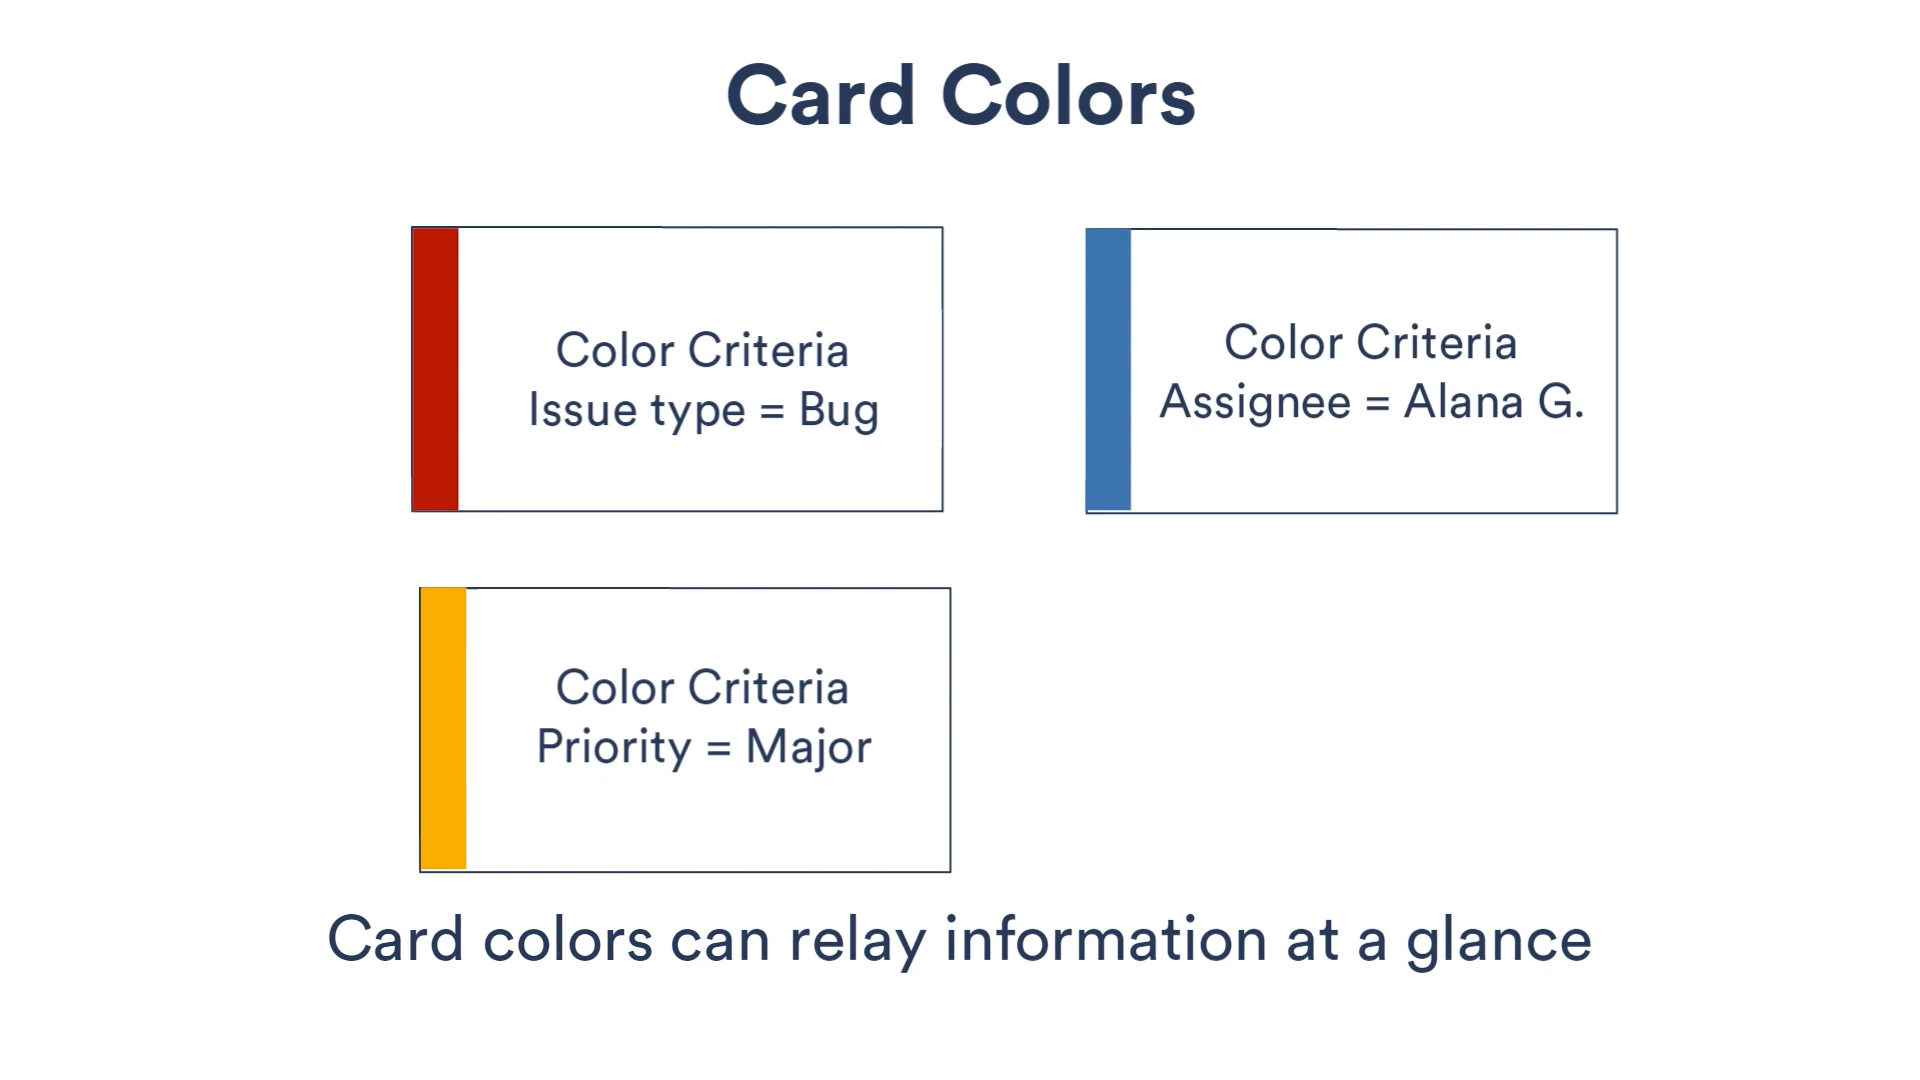 Card Colors
Color Criteria
Issue type = Bug
Color Criteria
Assignee = Alana G.
Color Criteria
Priority = Major
Card colors can relay information at a glance